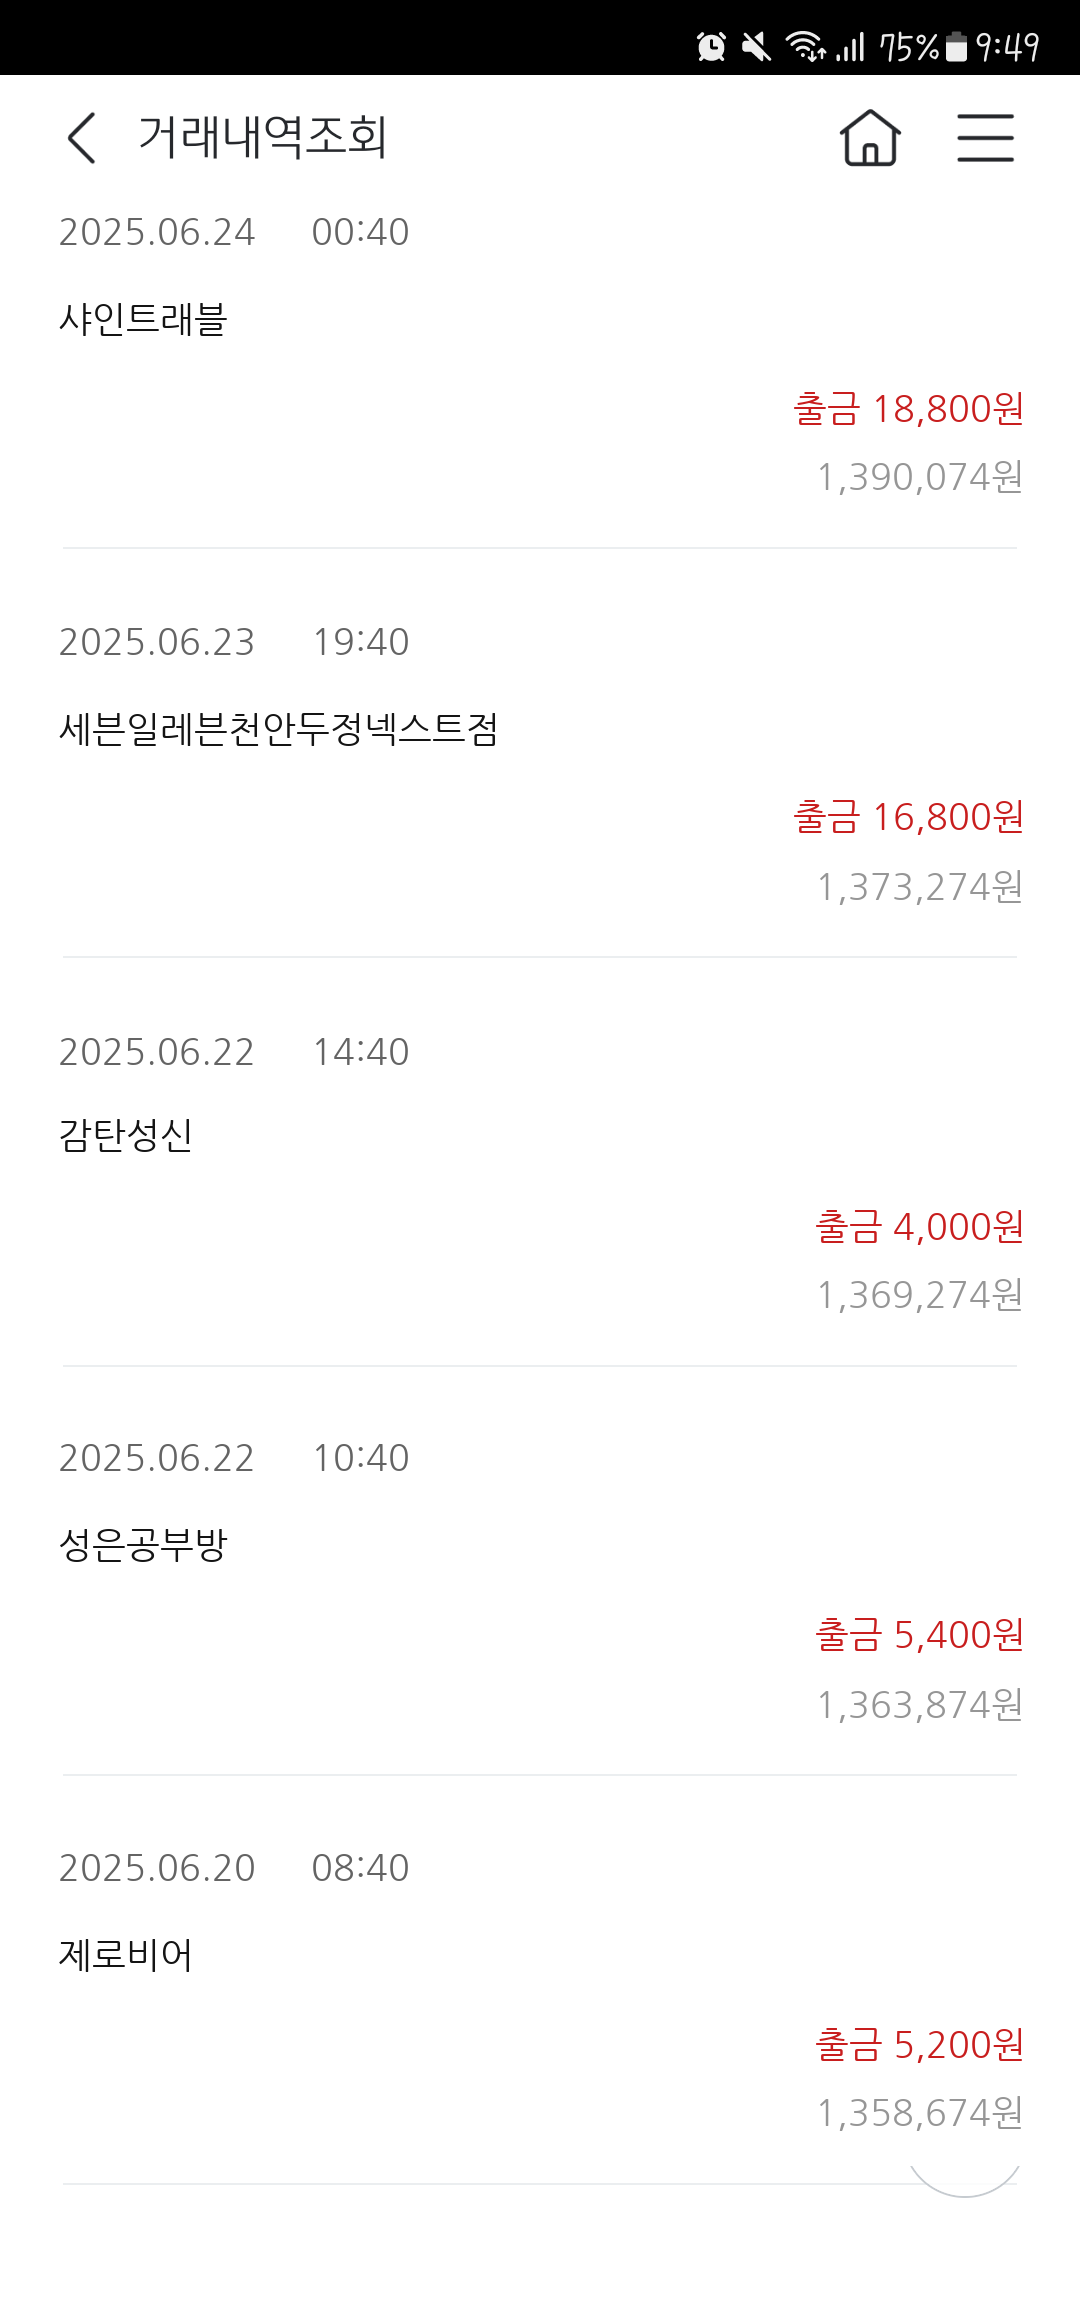 75% 9:49
거래내역조회
2025.06.24 00:40
샤인트래블
출금 18,800원
1,390,074원
2025.06.23 19:40
세븐일레븐천안두정넥스트점
출금 16,800원
1,373,274원
2025.06.22 14:40
감탄성신
출금 4,000원
1,369,274원
2025.06.22 10:40
성은공부방
출금 5,400원
1,363,874원
2025.06.20 08:40
제로비어
출금 5,200원
1,358,674원